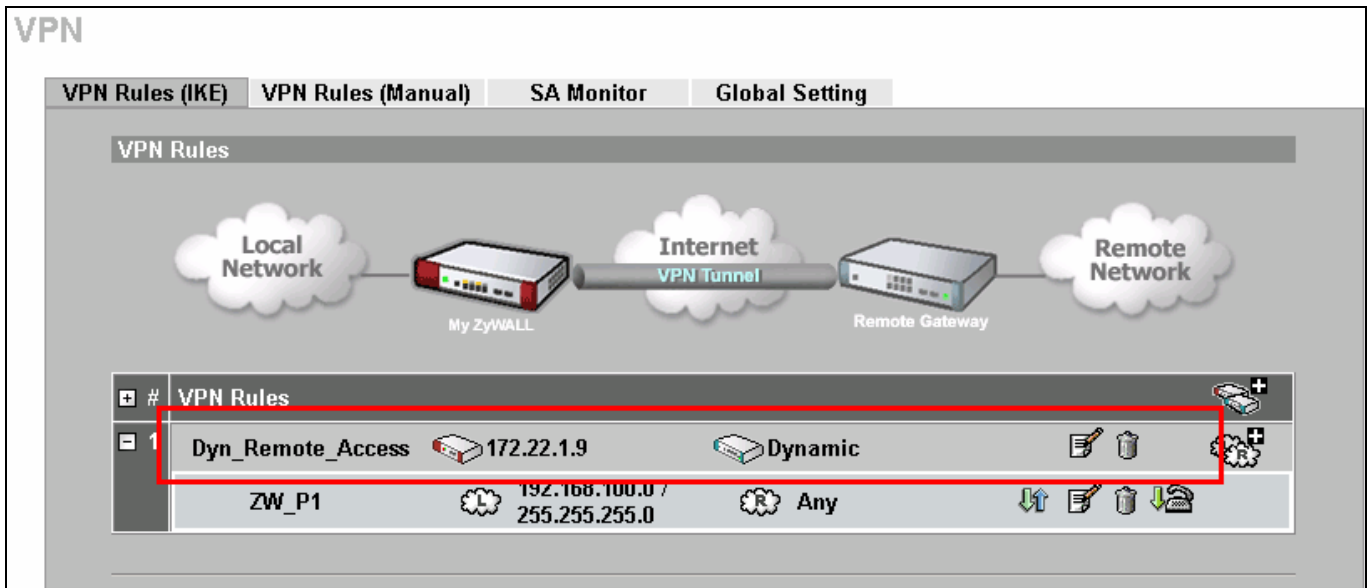 VPN
VPN Rules (IKE) VPN Rules (Manual) SA Monitor Global Setting
VPN Rules
Local
Network
Internet
VPN Tunnel
Remote
Network
My ZyWALL
Remote Gateway
# VPN Rules
1 Dyn_Remote_Access 172.22.1.9 Dynamic R
ZW_P1 L 192.168.100.0 /
255.255.255.0 R Any